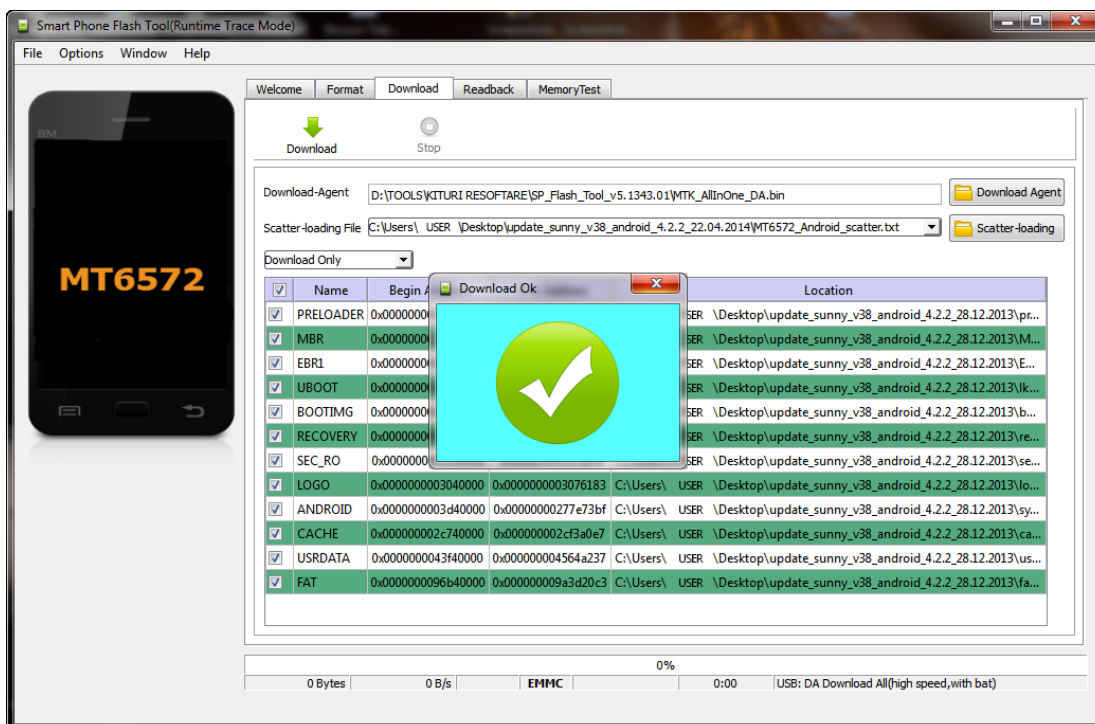 Smart Phone Flash Tool(Runtime Trace Mode)
File Options Window Help
Welcome Format Download Readback MemoryTest
BM
Download Stop
Download-Agent D:\TOOLS\KITURI RESOFTARE\SP_Flash_Tool_v5.1343.01\MTK_AllInOne_DA.bin Download Agent
Scatter-loading File C:\Users\ USER \Desktop\update_sunny_v38_android_4.2.2_22.04.2014\MT6572_Android_scatter.txt Scatter-loading
Download Only
MT6572
Download Ok
Name Begin A Location
PRELOADER 0x0000000 SER \Desktop\update_sunny_v38_android_4.2.2_28.12.2013\pr...
MBR 0x0000000 SER \Desktop\update_sunny_v38_android_4.2.2_28.12.2013\M...
EBR1 0x0000000 SER \Desktop\update_sunny_v38_android_4.2.2_28.12.2013\E...
UBOOT 0x0000000 SER \Desktop\update_sunny_v38_android_4.2.2_28.12.2013\lk...
BOOTIMG 0x0000000 SER \Desktop\update_sunny_v38_android_4.2.2_28.12.2013\b...
RECOVERY 0x0000000 SER \Desktop\update_sunny_v38_android_4.2.2_28.12.2013\re...
SEC_RO 0x0000000 SER \Desktop\update_sunny_v38_android_4.2.2_28.12.2013\se...
LOGO 0x0000000003040000 0x0000000003076183 C:\Users\ USER \Desktop\update_sunny_v38_android_4.2.2_28.12.2013\lo...
ANDROID 0x0000000003d40000 0x00000000277e73bf C:\Users\ USER \Desktop\update_sunny_v38_android_4.2.2_28.12.2013\sy...
CACHE 0x000000002c740000 0x000000002cf3a0e7 C:\Users\ USER \Desktop\update_sunny_v38_android_4.2.2_28.12.2013\ca...
USRDATA 0x0000000043f40000 0x000000004564a237 C:\Users\ USER \Desktop\update_sunny_v38_android_4.2.2_28.12.2013\us...
FAT 0x0000000096b40000 0x000000009a3d20c3 C:\Users\ USER \Desktop\update_sunny_v38_android_4.2.2_28.12.2013\fa...
0%
0 Bytes 0 B/s EMMC 0:00 USB: DA Download All(high speed,with bat)